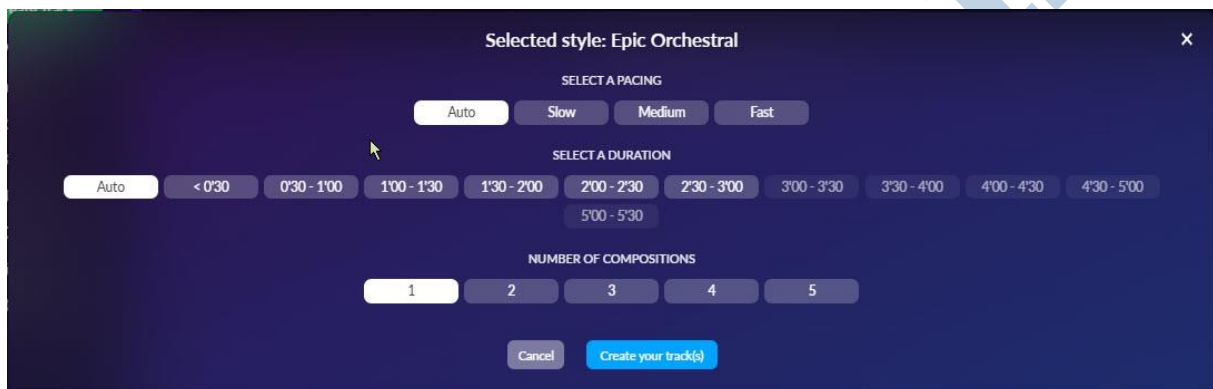 Selected style: Epic Orchestral
×
SELECT A PACING
Auto Slow Medium Fast
SELECT A DURATION
Auto < 0'30 0'30 - 1'00 1'00 - 1'30 1'30 - 2'00 2'00 - 2'30 2'30 - 3'00 3'00 - 3'30 3'30 - 4'00 4'00 - 4'30 4'30 - 5'00
5'00 - 5'30
NUMBER OF COMPOSITIONS
1 2 3 4 5
Cancel Create your track(s)